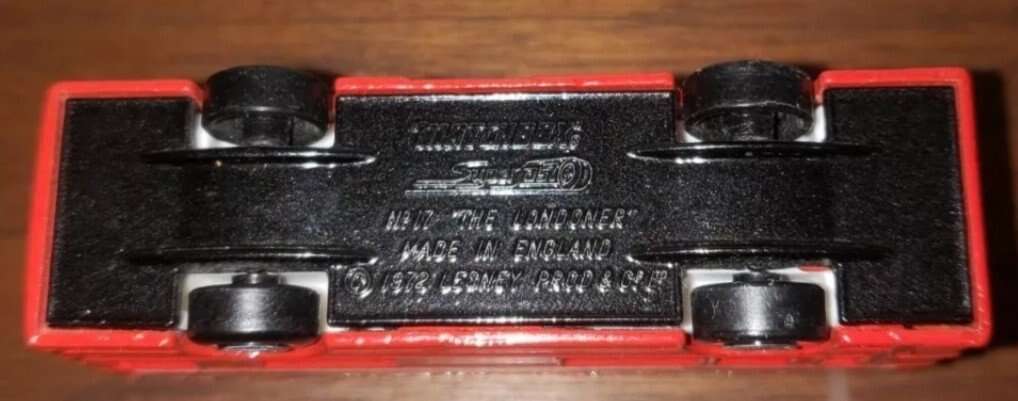 MATCHBOX
Superfast
No 17 "THE LONDONER"
MADE IN ENGLAND
© 1972 LESNEY PROD & Co LTD